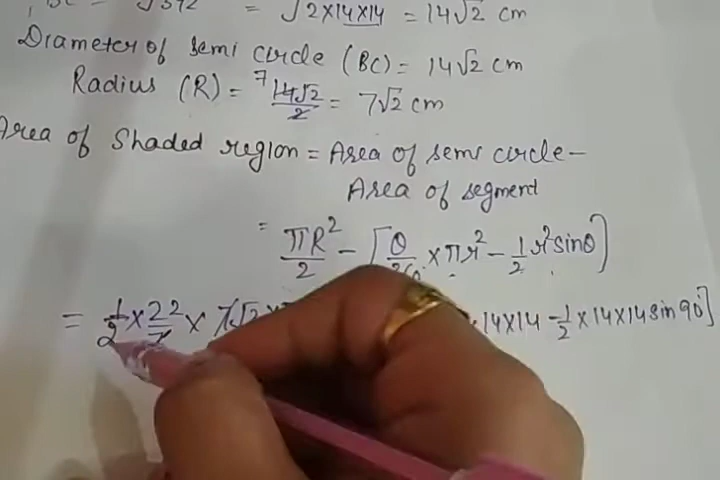 BC = √392 = √2×14×14 = 14√2 cm
Diameter of semi circle (BC) = 14√2 cm
Radius (R) = 7 14√2/2 = 7√2 cm
Area of Shaded region = Area of semi circle –
Area of segment
= πR²/2 – [θ/360 × πr² – 1/2 r² sinθ]
= 1/2 × 22/7 × 7√2 × 14×14 – 1/2 × 14×14 sin 90°]